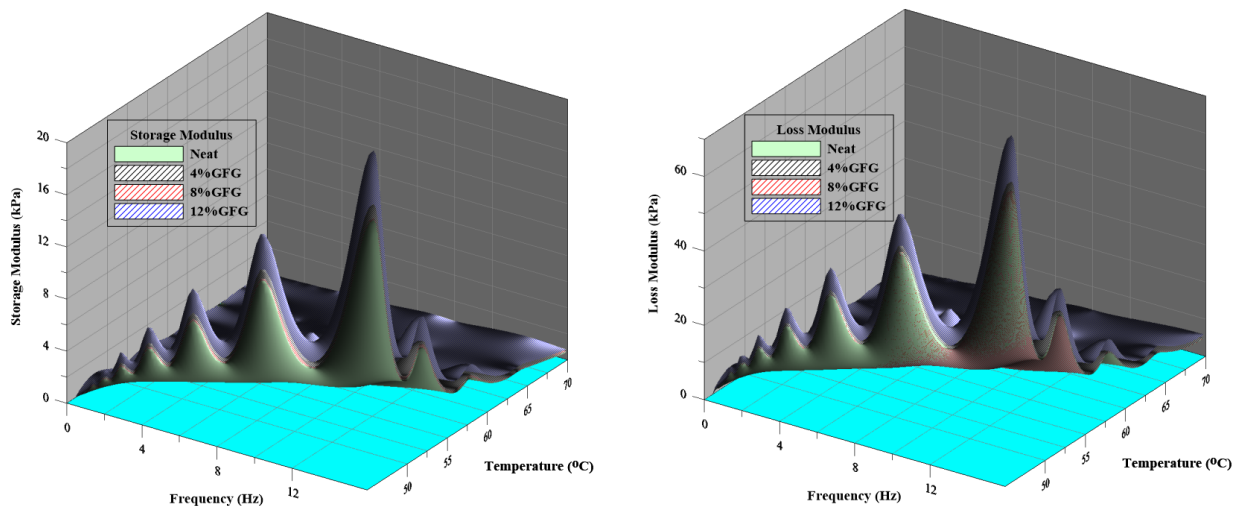 Storage Modulus
Neat
4%GFG
8%GFG
12%GFG
Storage Modulus (kPa)
20
16
12
8
4
0
0
4
8
12
Frequency (Hz)
50
55
60
65
70
Temperature (ºC)
Loss Modulus
Neat
4%GFG
8%GFG
12%GFG
Loss Modulus (kPa)
60
40
20
0
0
4
8
12
Frequency (Hz)
50
55
60
65
70
Temperature (ºC)